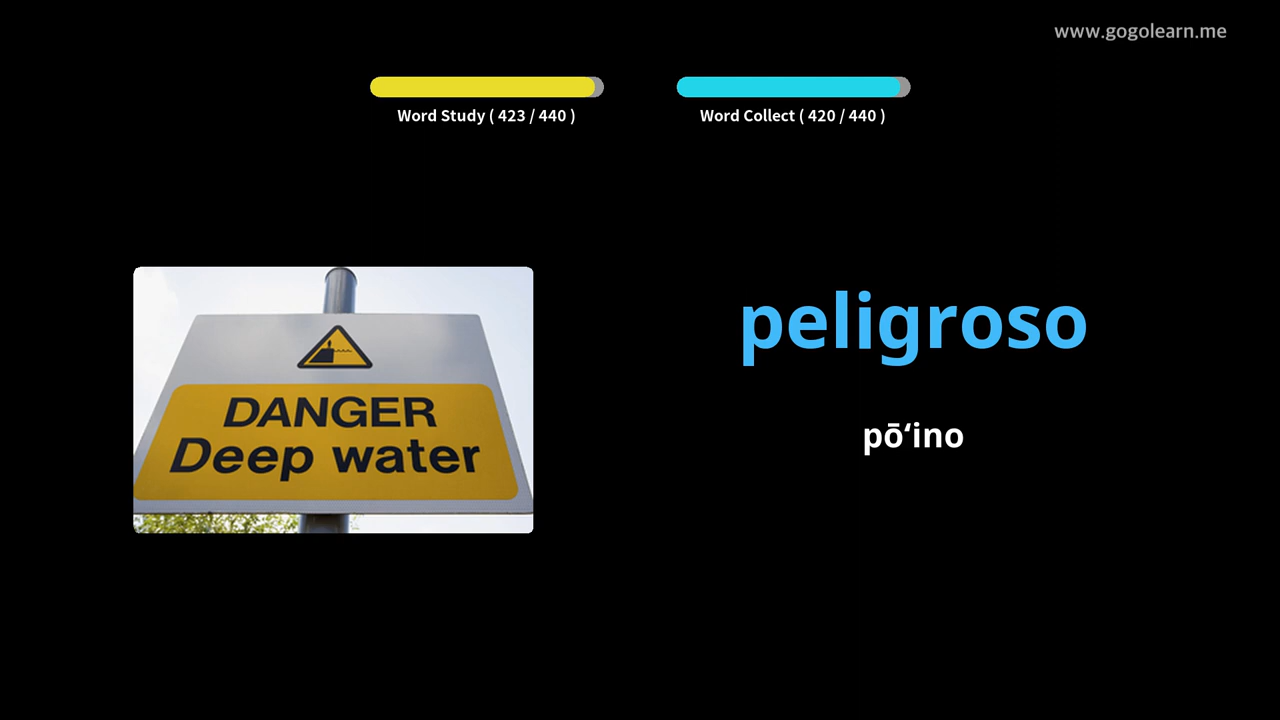 www.gogolearn.me
Word Study ( 423 / 440 )
Word Collect ( 420 / 440 )
DANGER
Deep water
peligroso
pōʻino